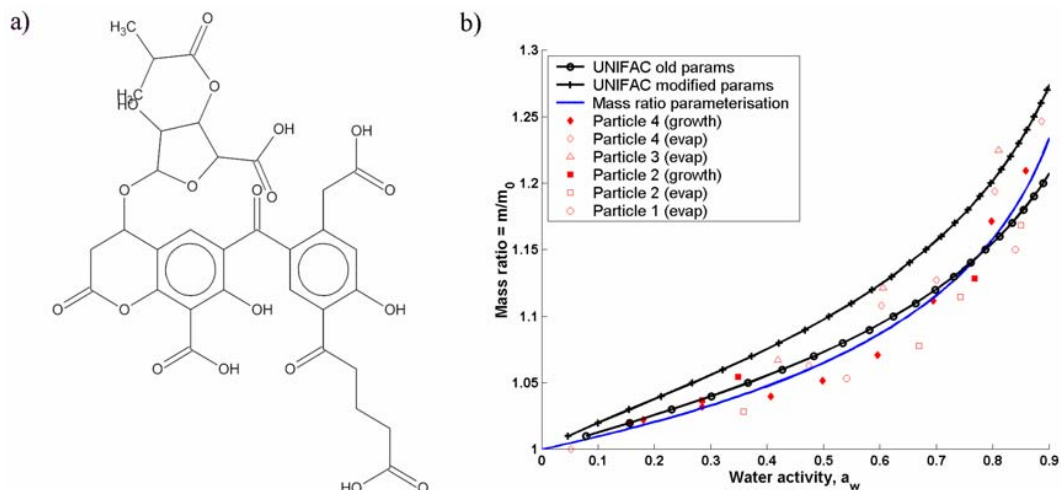 a)
O
H3C
O
H3C
HO
OH
OH
O
O
O
O
O
O
O
OH
OH
O
OH
O
O
HO
b)
Mass ratio = m/m0
1.3
1.25
1.2
1.15
1.1
1.05
1
UNIFAC old params
UNIFAC modified params
Mass ratio parameterisation
Particle 4 (growth)
Particle 4 (evap)
Particle 3 (evap)
Particle 2 (growth)
Particle 2 (evap)
Particle 1 (evap)
0 0.1 0.2 0.3 0.4 0.5 0.6 0.7 0.8 0.9
Water activity, aw